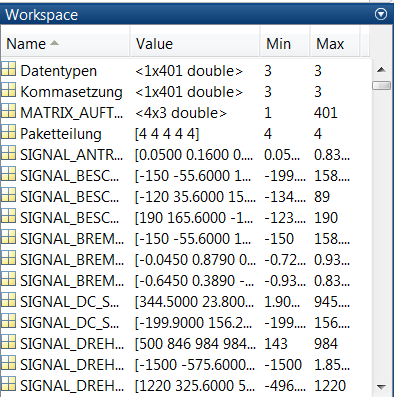 Workspace
Name Value Min Max
Datentypen <1x401 double> 3 3
Kommasetzung <1x401 double> 3 3
MATRIX_AUFT... <4x3 double> 1 401
Paketteilung [4 4 4 4 4] 4 4
SIGNAL_ANTR... [0.0500 0.1600 0.... 0.05... 0.83...
SIGNAL_BESC... [-150 -55.6000 1... -199.... 158....
SIGNAL_BESC... [-120 35.6000 15... -134.... 89
SIGNAL_BESC... [190 165.6000 -1... -123.... 190
SIGNAL_BREM... [-150 -55.6000 1... -150 158....
SIGNAL_BREM... [-0.0450 0.8790 0... -0.72... 0.93...
SIGNAL_BREM... [-0.6450 0.3890 -... -0.93... 0.83...
SIGNAL_DC_S... [344.5000 23.800... 1.90... 945....
SIGNAL_DC_S... [-199.9000 156.2... -199.... 156....
SIGNAL_DREH... [500 846 984 984... 143 984
SIGNAL_DREH... [-1500 -575.6000... -1500 1.85...
SIGNAL_DREH... [1220 325.6000 5... -496.... 1220